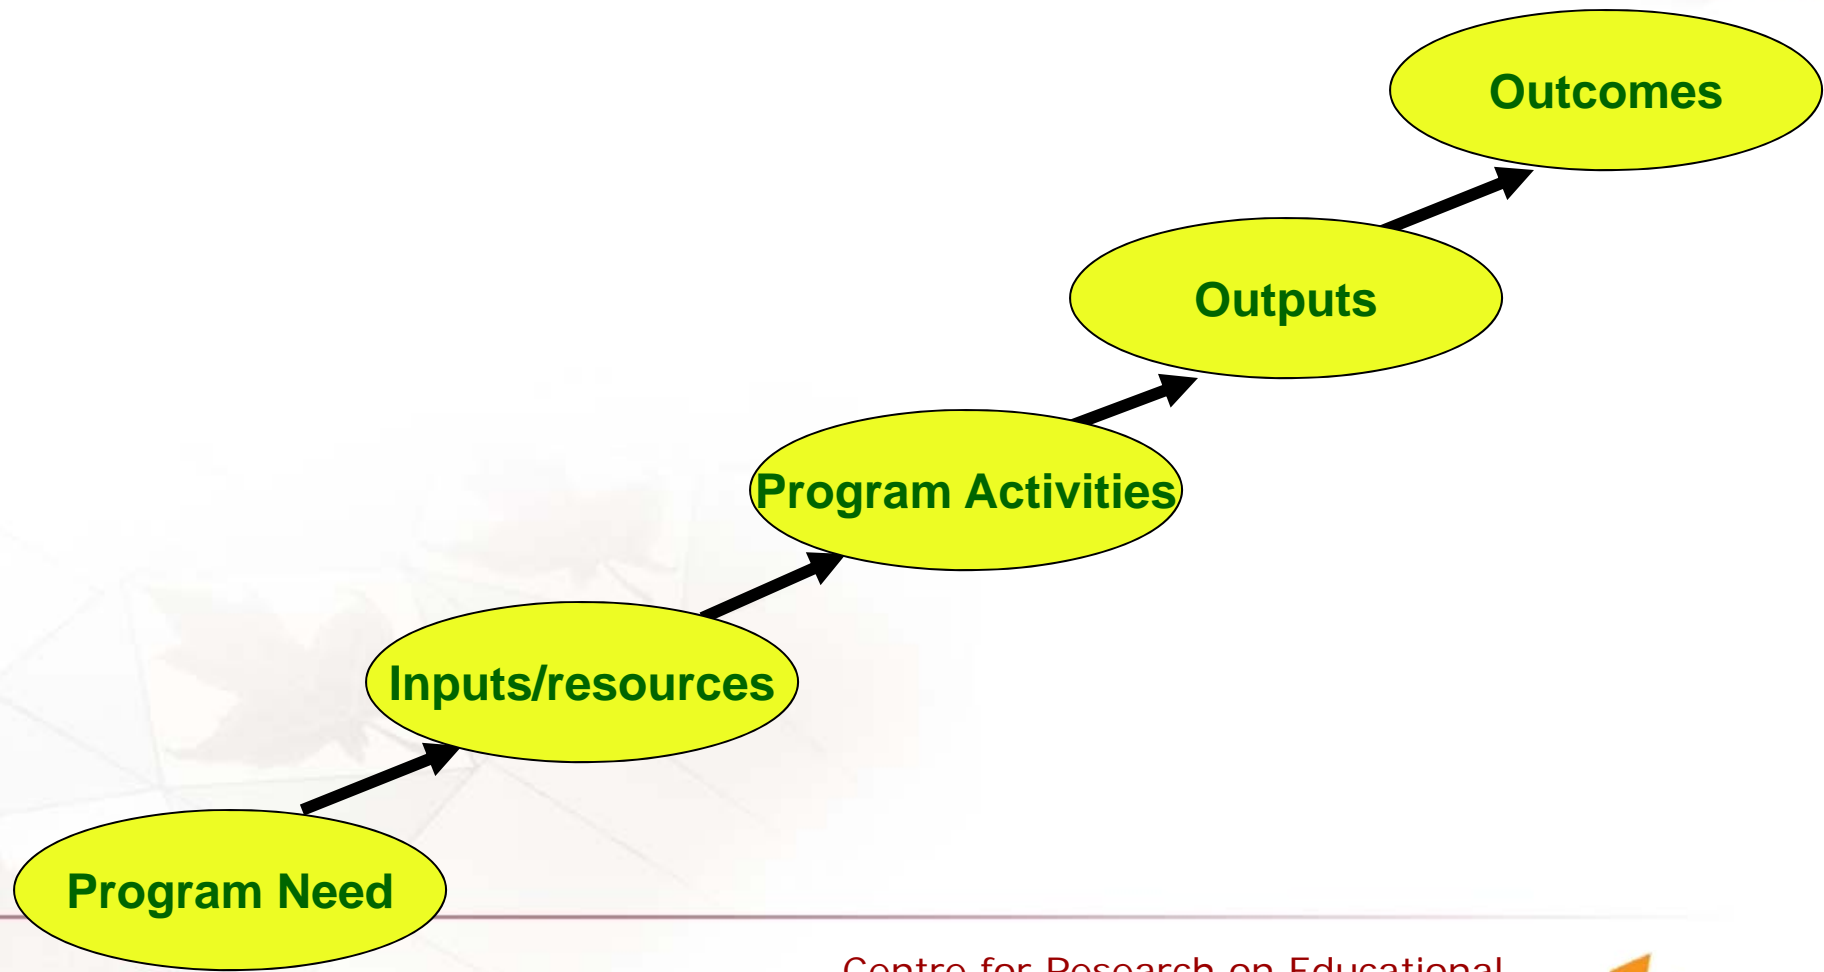 Outcomes
Outputs
Program Activities
Inputs/resources
Program Need
Centre for Research on Educational